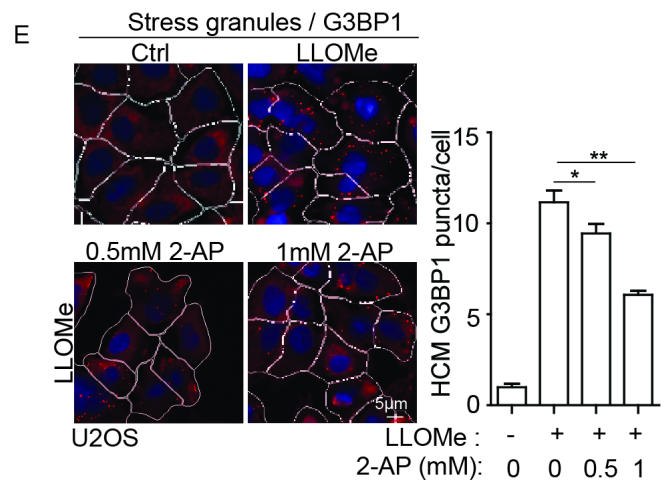 E
Stress granules / G3BP1
Ctrl LLOMe
0.5mM 2-AP 1mM 2-AP
LLOMe
5µm
U2OS
HCM G3BP1 puncta/cell
15
10
5
0
**
*
LLOMe : - + + +
2-AP (mM): 0 0 0.5 1